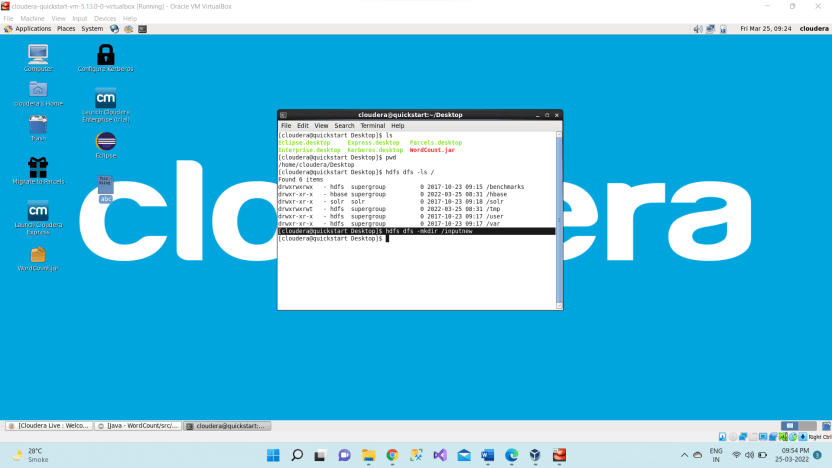 cloudera-quickstart-vm-5.13.0-0-virtualbox [Running] - Oracle VM VirtualBox
File Machine View Input Devices Help
Applications Places System
Fri Mar 25, 09:24 cloudera
Computer
Configure Kerberos
cloudera's Home
Launch Cloudera
Enterprise (trial)
Trash
Eclipse
Migrate to Parcels
abc
Launch Cloudera
Express
WordCount.jar
cloudera
cloudera@quickstart:~/Desktop
File Edit View Search Terminal Help
[cloudera@quickstart Desktop]$ ls
Eclipse.desktop Express.desktop Parcels.desktop
Enterprise.desktop Kerberos.desktop WordCount.jar
[cloudera@quickstart Desktop]$ pwd
/home/cloudera/Desktop
[cloudera@quickstart Desktop]$ hdfs dfs -ls /
Found 6 items
drwxrwxrwx - hdfs supergroup 0 2017-10-23 09:15 /benchmarks
drwxr-xr-x - hbase supergroup 0 2022-03-25 08:31 /hbase
drwxr-xr-x - solr solr 0 2017-10-23 09:18 /solr
drwxrwxrwt - hdfs supergroup 0 2022-03-25 08:31 /tmp
drwxr-xr-x - hdfs supergroup 0 2017-10-23 09:17 /user
drwxr-xr-x - hdfs supergroup 0 2017-10-23 09:17 /var
[cloudera@quickstart Desktop]$ hdfs dfs -mkdir /inputnew
[cloudera@quickstart Desktop]$
[Cloudera Live : Welco... [Java - WordCount/src/... cloudera@quickstart:~...
Right Ctrl
28°C
Smoke
ENG
IN
09:54 PM
25-03-2022
3